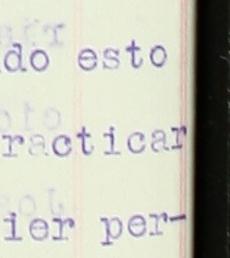 do esto
racticar
ier per-